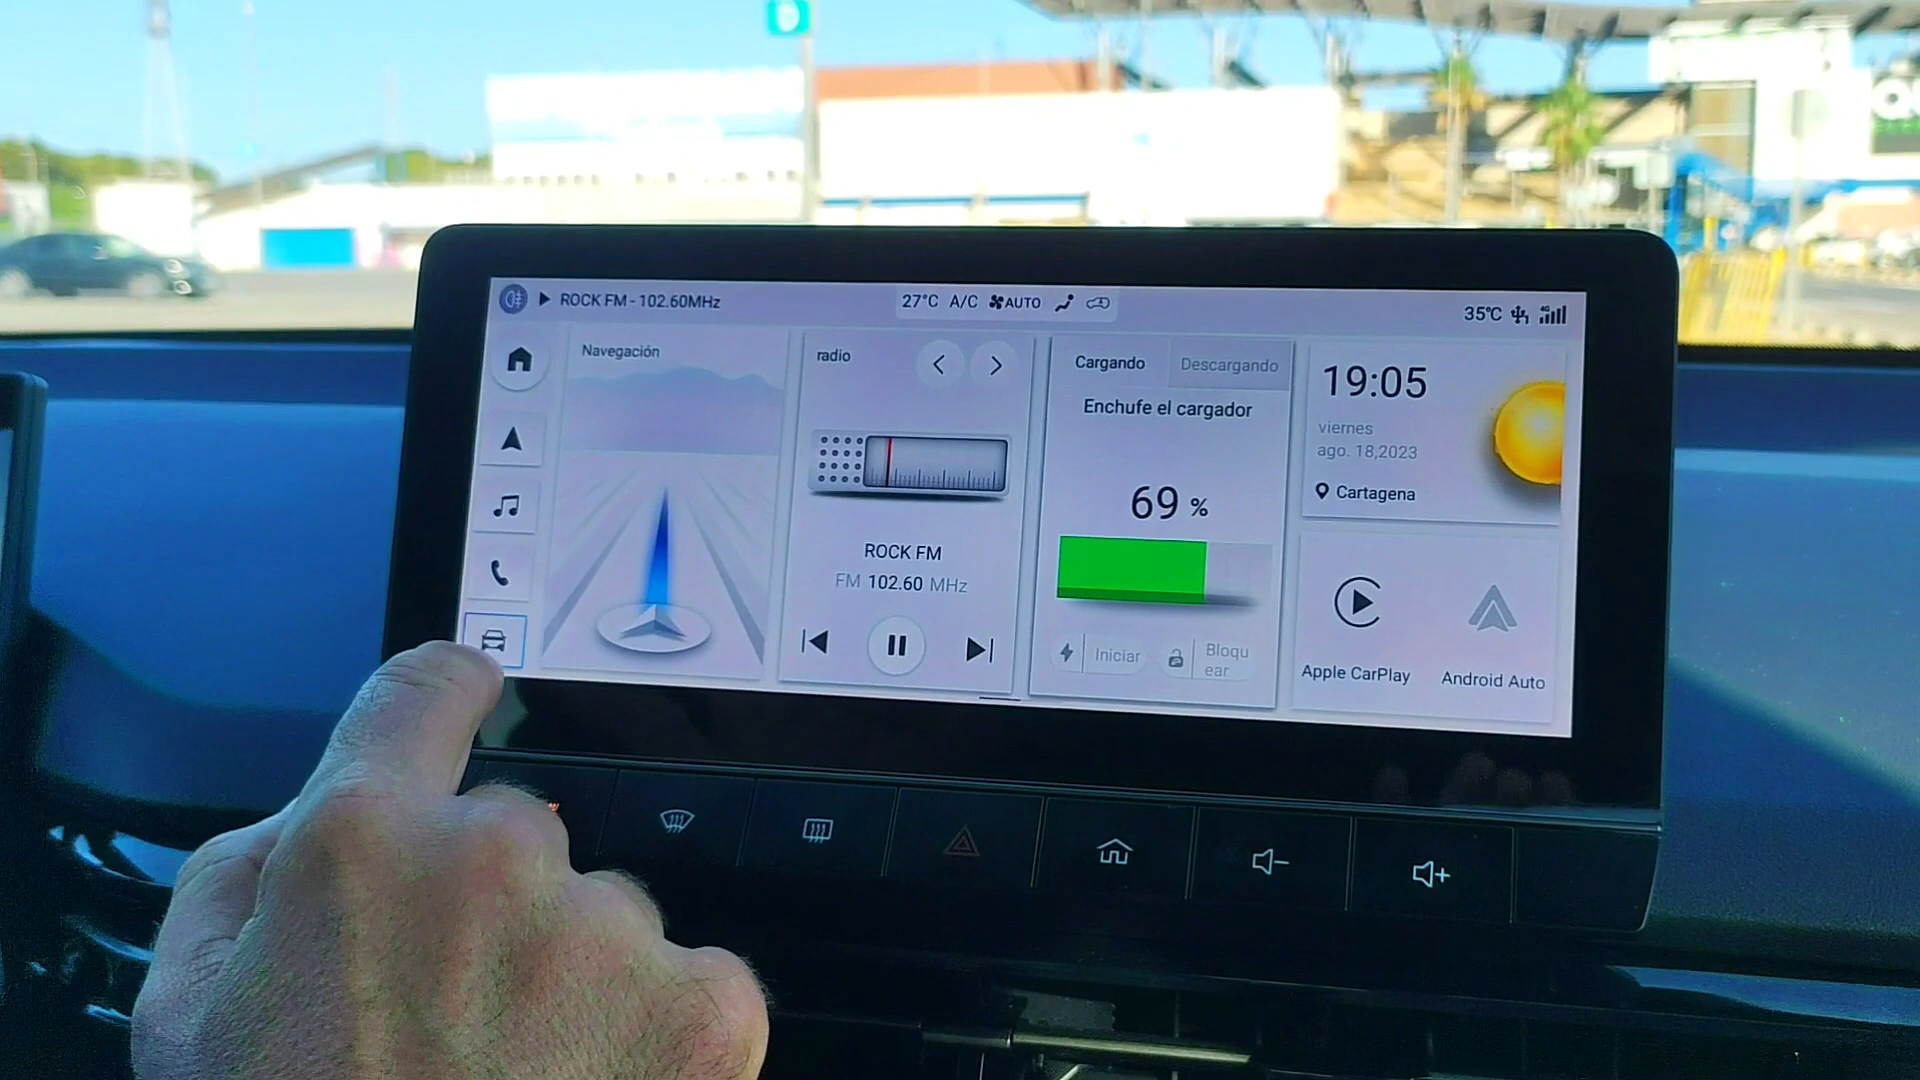 ROCK FM - 102.60MHz
27°C A/C AUTO
35°C 4G
Navegación
radio
ROCK FM
FM 102.60 MHz
Cargando
Descargando
Enchufe el cargador
69 %
Iniciar
Bloqu
ear
19:05
viernes
ago. 18,2023
Cartagena
Apple CarPlay
Android Auto